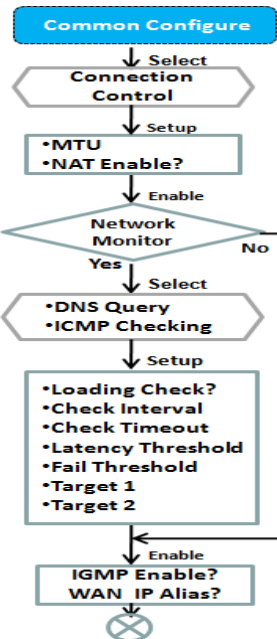 Common Configure
Select
Connection
Control
Setup
•MTU
•NAT Enable?
Enable
Network
Monitor
No
Yes
Select
•DNS Query
•ICMP Checking
Setup
•Loading Check?
•Check Interval
•Check Timeout
•Latency Threshold
•Fail Threshold
•Target 1
•Target 2
Enable
IGMP Enable?
WAN IP Alias?